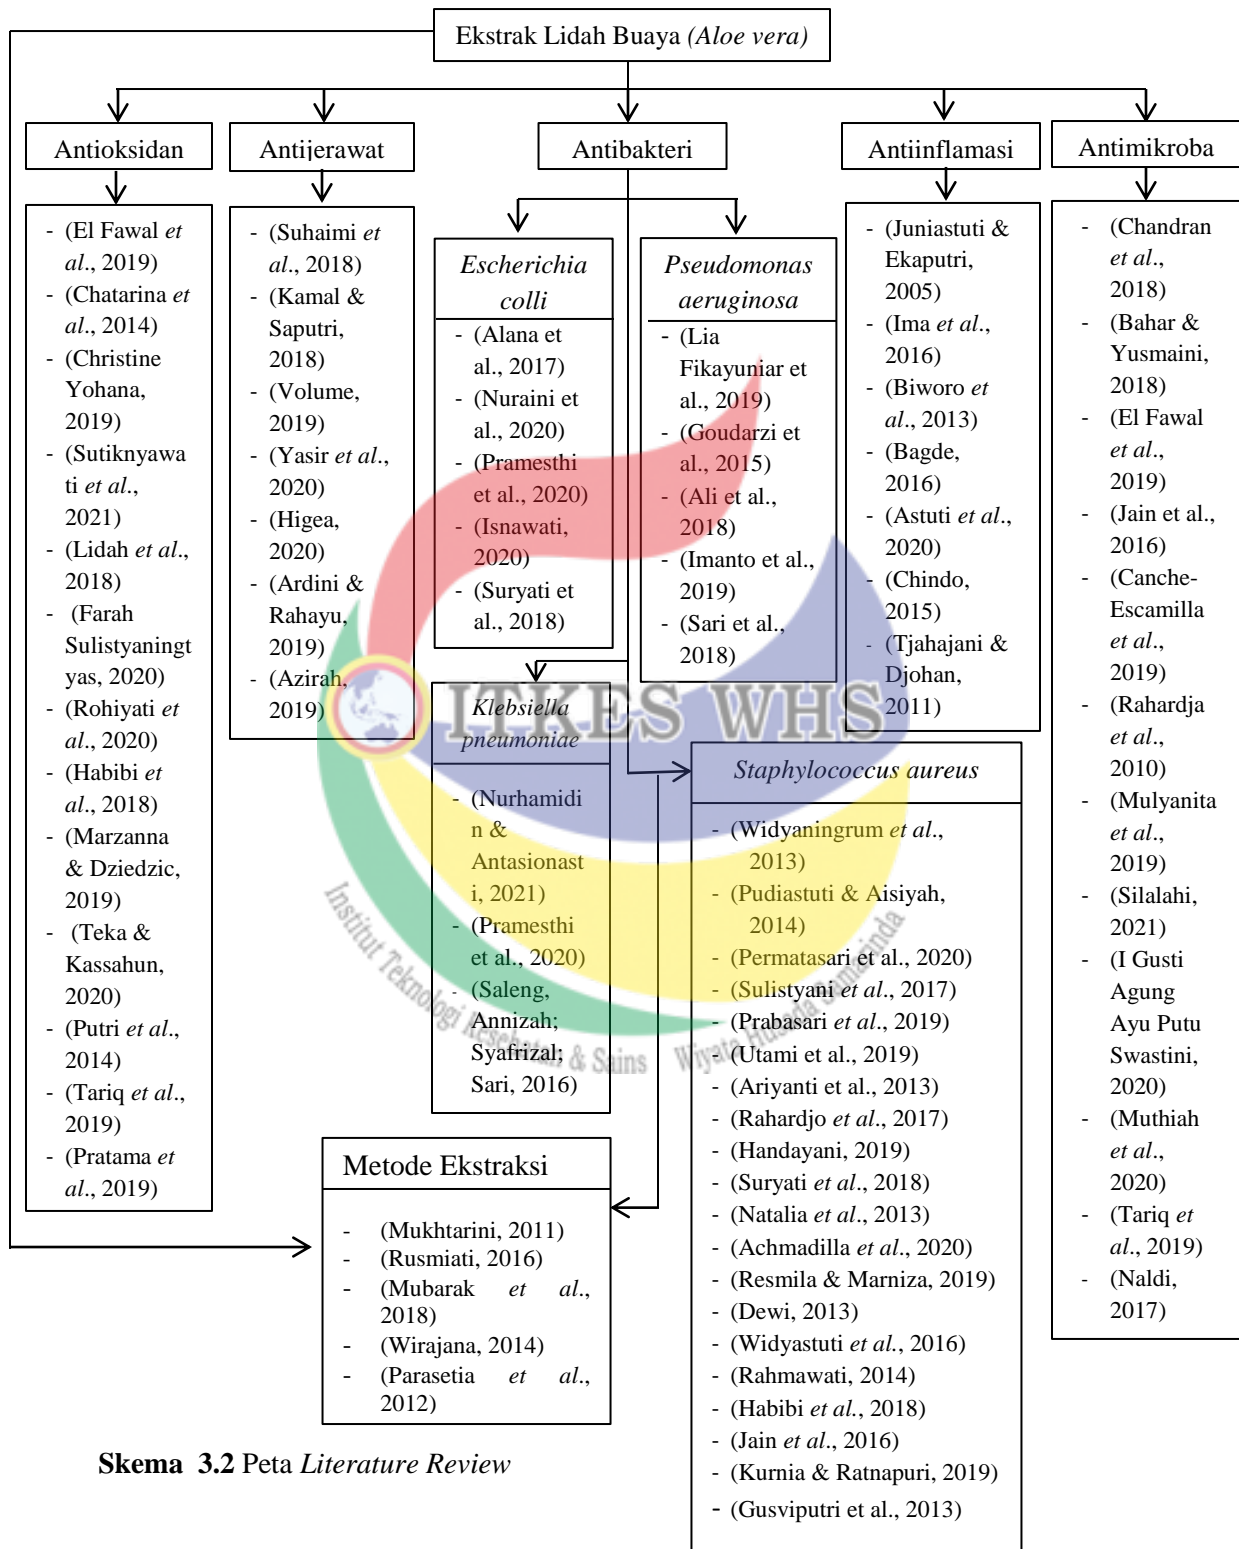 Ekstrak Lidah Buaya (Aloe vera)
Antioksidan
- (El Fawal et
al., 2019)
- (Chatarina et
al., 2014)
- (Christine
Yohana,
2019)
- (Sutiknyawa
ti et al.,
2021)
- (Lidah et al.,
2018)
- (Farah
Sulistyaningt
yas, 2020)
- (Rohiyati et
al., 2020)
- (Habibi et
al., 2018)
- (Marzanna
& Dziedzic,
2019)
- (Teka &
Kassahun,
2020)
- (Putri et al.,
2014)
- (Tariq et al.,
2019)
- (Pratama et
al., 2019)
Antijerawat
- (Suhaimi et
al., 2018)
- (Kamal &
Saputri,
2018)
- (Volume,
2019)
- (Yasir et al.,
2020)
- (Higea,
2020)
- (Ardini &
Rahayu,
2019)
- (Azirah,
2019)
Antibakteri
Escherichia
colli
- (Alana et
al., 2017)
- (Nuraini et
al., 2020)
- (Pramesthi
et al., 2020)
- (Isnawati,
2020)
- (Suryati et
al., 2018)
Pseudomonas
aeruginosa
- (Lia
Fikayuniar et
al., 2019)
- (Goudarzi et
al., 2015)
- (Ali et al.,
2018)
- (Imanto et al.,
2019)
- (Sari et al.,
2018)
Klebsiella
pneumoniae
- (Nurhamidi
n &
Antasionast
i, 2021)
- (Pramesthi
et al., 2020)
- (Saleng,
Annizah;
Syafrizal;
Sari, 2016)
Staphylococcus aureus
- (Widyaningrum et al.,
2013)
- (Pudiastuti & Aisiyah,
2014)
- (Permatasari et al., 2020)
- (Sulistyani et al., 2017)
- (Prabasari et al., 2019)
- (Utami et al., 2019)
- (Ariyanti et al., 2013)
- (Rahardjo et al., 2017)
- (Handayani, 2019)
- (Suryati et al., 2018)
- (Natalia et al., 2013)
- (Achmadilla et al., 2020)
- (Resmila & Marniza, 2019)
- (Dewi, 2013)
- (Widyastuti et al., 2016)
- (Rahmawati, 2014)
- (Habibi et al., 2018)
- (Jain et al., 2016)
- (Kurnia & Ratnapuri, 2019)
- (Gusviputri et al., 2013)
Antiinflamasi
- (Juniastuti &
Ekaputri,
2005)
- (Ima et al.,
2016)
- (Biworo et
al., 2013)
- (Bagde,
2016)
- (Astuti et al.,
2020)
- (Chindo,
2015)
- (Tjahajani &
Djohan,
2011)
Antimikroba
- (Chandran
et al.,
2018)
- (Bahar &
Yusmaini,
2018)
- (El Fawal
et al.,
2019)
- (Jain et al.,
2016)
- (Canche-
Escamilla
et al.,
2019)
- (Rahardja
et al.,
2010)
- (Mulyanita
et al.,
2019)
- (Silalahi,
2021)
- (I Gusti
Agung
Ayu Putu
Swastini,
2020)
- (Muthiah
et al.,
2020)
- (Tariq et
al., 2019)
- (Naldi,
2017)
Metode Ekstraksi
- (Mukhtarini, 2011)
- (Rusmiati, 2016)
- (Mubarak et al.,
2018)
- (Wirajana, 2014)
- (Parasetia et al.,
2012)
ITKES WHS
Institut Teknologi Kesehatan & Sains Wiyata Husada Samarinda
Skema 3.2 Peta Literature Review